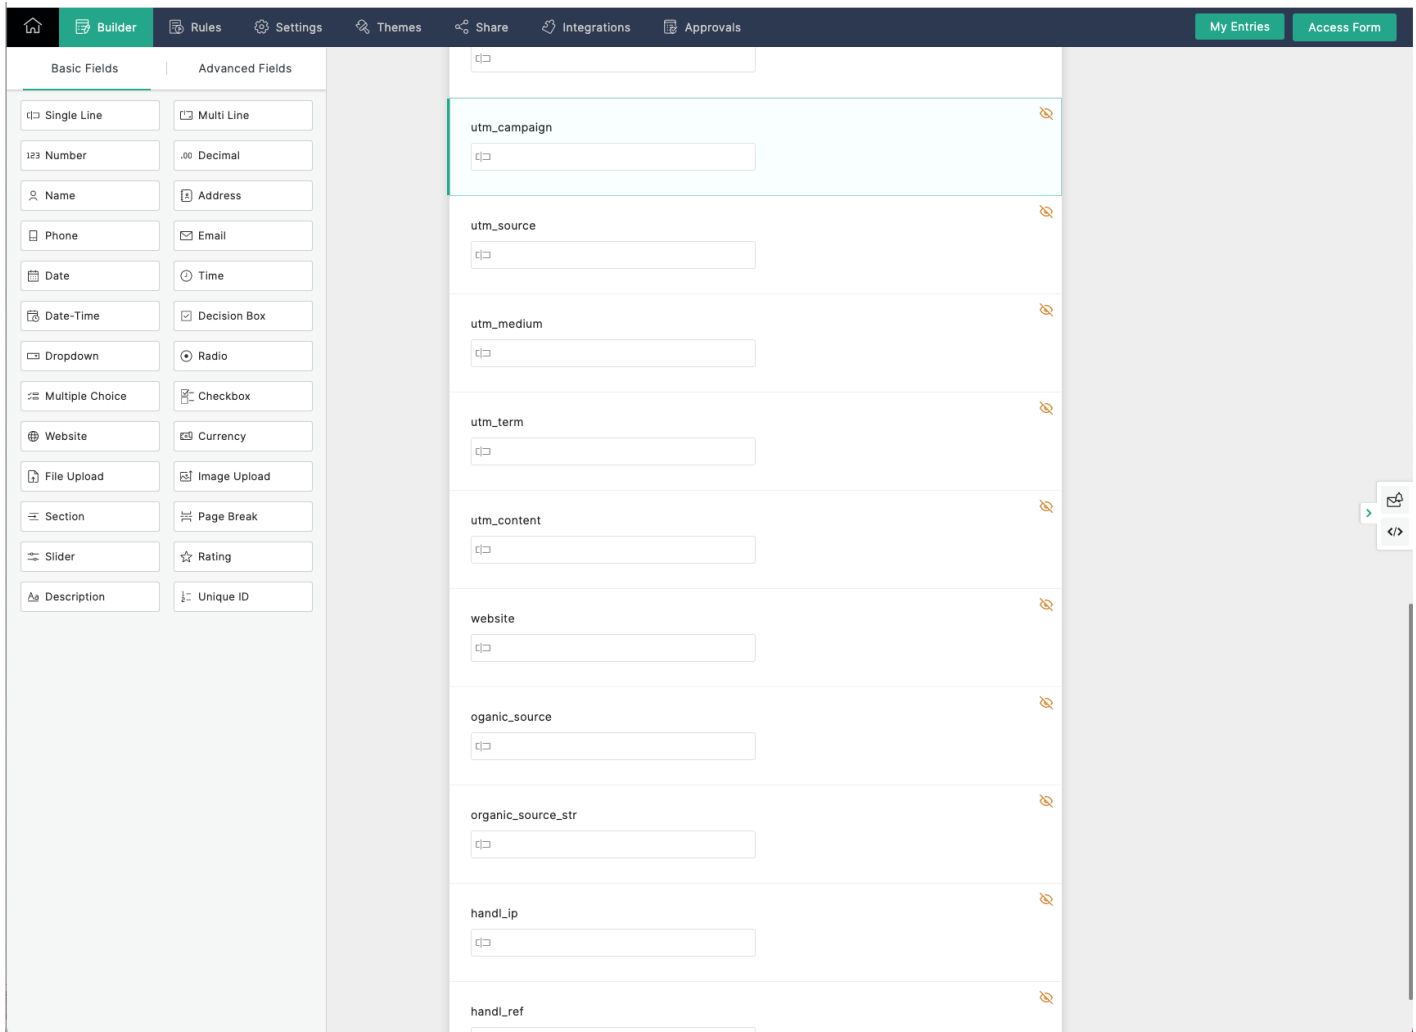 Builder
Rules
Settings
Themes
Share
Integrations
Approvals
My Entries
Access Form
Basic Fields
Advanced Fields
Single Line
Multi Line
123 Number
.00 Decimal
Name
Address
Phone
Email
Date
Time
Date-Time
Decision Box
Dropdown
Radio
Multiple Choice
Checkbox
Website
Currency
File Upload
Image Upload
Section
Page Break
Slider
Rating
Aa Description
Unique ID
utm_campaign
utm_source
utm_medium
utm_term
utm_content
website
oganic_source
organic_source_str
handl_ip
handl_ref